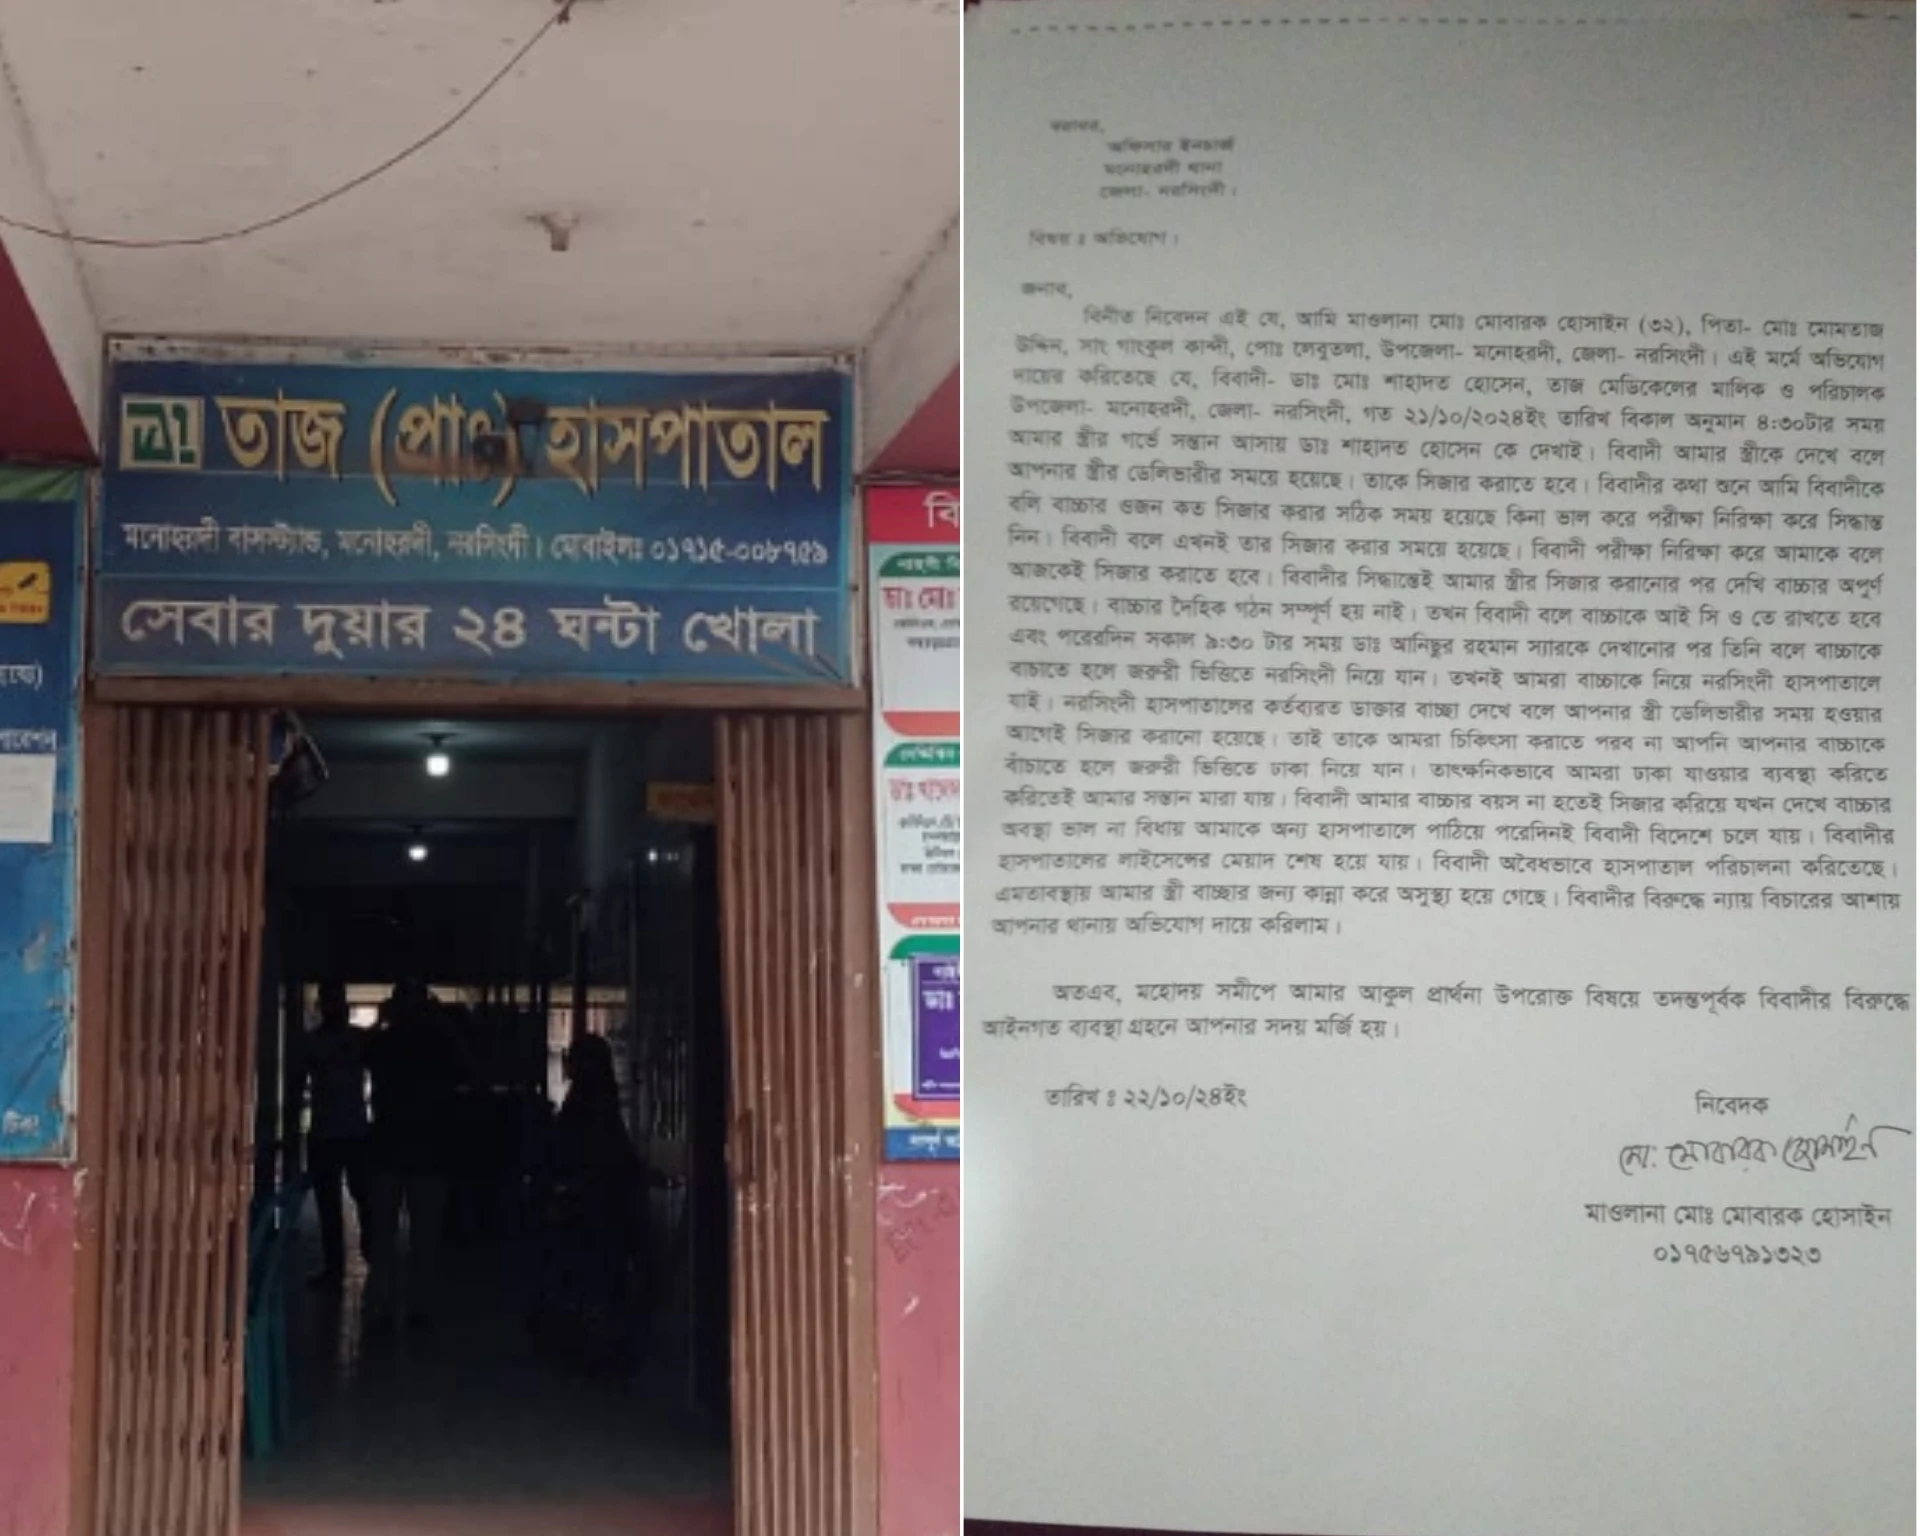 তাজ (প্রাঃ) হাসপাতাল
মনোহরদী বাসস্ট্যান্ড, মনোহরদী, নরসিংদী। মোবাইলঃ ০১৭১৫-০০৮৭৫৯
সেবার দুয়ার ২৪ ঘন্টা খোলা
বরাবর,
অফিসার ইনচার্জ
মনোহরদী থানা
জেলা- নরসিংদী।
বিষয় ঃ অভিযোগ।
জনাব,
বিনীত নিবেদন এই যে, আমি মাওলানা মোঃ মোবারক হোসাইন (৩২), পিতা- মোঃ মোমতাজ
উদ্দিন, সাং গাংকুল কান্দী, পোঃ লেবুতলা, উপজেলা- মনোহরদী, জেলা- নরসিংদী। এই মর্মে অভিযোগ
দায়ের করিতেছে যে, বিবাদী- ডাঃ মোঃ শাহাদত হোসেন, তাজ মেডিকেলের মালিক ও পরিচালক
উপজেলা- মনোহরদী, জেলা- নরসিংদী, গত ২১/১০/২০২৪ইং তারিখ বিকাল অনুমান ৪:৩০টার সময়
আমার স্ত্রীর গর্ভে সন্তান আসায় ডাঃ শাহাদত হোসেন কে দেখাই। বিবাদী আমার স্ত্রীকে দেখে বলে
আপনার স্ত্রীর ডেলিভারীর সময়ে হয়েছে। তাকে সিজার করাতে হবে। বিবাদীর কথা শুনে আমি বিবাদীকে
বলি বাচ্চার ওজন কত সিজার করার সঠিক সময় হয়েছে কিনা ভাল করে পরীক্ষা নিরিক্ষা করে সিদ্ধান্ত
নিন। বিবাদী বলে এখনই তার সিজার করার সময়ে হয়েছে। বিবাদী পরীক্ষা নিরিক্ষা করে আমাকে বলে
আজকেই সিজার করাতে হবে। বিবাদীর সিদ্ধান্তেই আমার স্ত্রীর সিজার করানোর পর দেখি বাচ্চার অপূর্ণ
রয়েগেছে। বাচ্চার দৈহিক গঠন সম্পূর্ণ হয় নাই। তখন বিবাদী বলে বাচ্চাকে আই সি ও তে রাখতে হবে
এবং পরেরদিন সকাল ৯:৩০ টার সময় ডাঃ আনিছুর রহমান স্যারকে দেখানোর পর তিনি বলে বাচ্চাকে
বাচাতে হলে জরুরী ভিত্তিতে নরসিংদী নিয়ে যান। তখনই আমরা বাচ্চাকে নিয়ে নরসিংদী হাসপাতালে
যাই। নরসিংদী হাসপাতালের কর্তব্যরত ডাক্তার বাচ্ছা দেখে বলে আপনার স্ত্রী ডেলিভারীর সময় হওয়ার
আগেই সিজার করানো হয়েছে। তাই তাকে আমরা চিকিৎসা করাতে পরব না আপনি আপনার বাচ্চাকে
বাঁচাতে হলে জরুরী ভিত্তিতে ঢাকা নিয়ে যান। তাৎক্ষনিকভাবে আমরা ঢাকা যাওয়ার ব্যবস্থা করিতে
করিতেই আমার সন্তান মারা যায়। বিবাদী আমার বাচ্চার বয়স না হতেই সিজার করিয়ে যখন দেখে বাচ্চার
অবস্থা ভাল না বিধায় আমাকে অন্য হাসপাতালে পাঠিয়ে পরেদিনই বিবাদী বিদেশে চলে যায়। বিবাদীর
হাসপাতালের লাইসেন্সের মেয়াদ শেষ হয়ে যায়। বিবাদী অবৈধভাবে হাসপাতাল পরিচালনা করিতেছে।
এমতাবস্থায় আমার স্ত্রী বাচ্ছার জন্য কান্না করে অসুস্থ্য হয়ে গেছে। বিবাদীর বিরুদ্ধে ন্যায় বিচারের আশায়
আপনার থানায় অভিযোগ দায়ে করিলাম।
অতএব, মহোদয় সমীপে আমার আকুল প্রার্থনা উপরোক্ত বিষয়ে তদন্তপূর্বক বিবাদীর বিরুদ্ধে
আইনগত ব্যবস্থা গ্রহনে আপনার সদয় মর্জি হয়।
তারিখ ঃ ২২/১০/২৪ইং
নিবেদক
মো: মোবারক হোসাইন
মাওলানা মোঃ মোবারক হোসাইন
০১৭৫৬৭৯১৩২৩